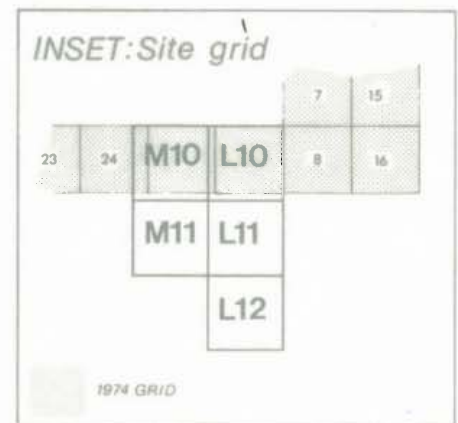 INSET: Site grid
7 15
23 24 M10 L10 8 16
M11 L11
L12
1974 GRID